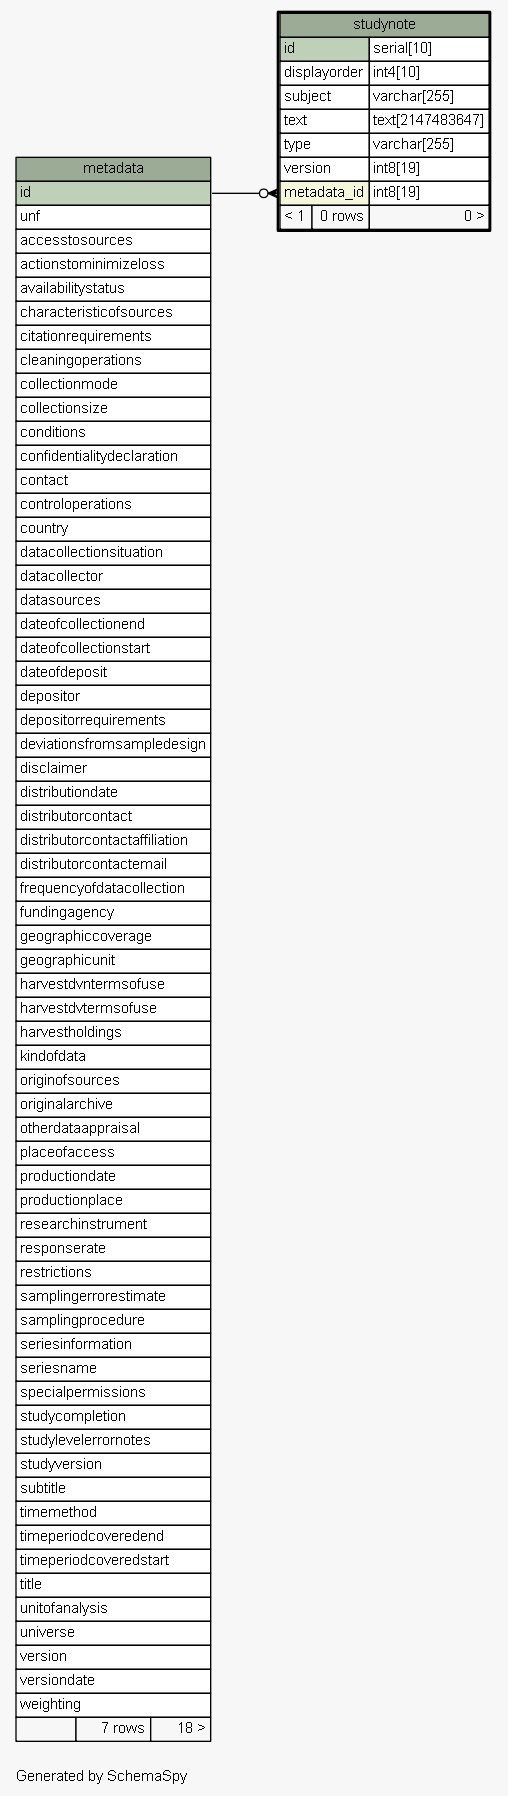 studynote
id serial[10]
displayorder int4[10]
subject varchar[255]
text text[2147483647]
type varchar[255]
version int8[19]
metadata_id int8[19]
< 1 0 rows 0 >
metadata
id
unf
accesstosources
actionstominimizeloss
availabilitystatus
characteristicofsources
citationrequirements
cleaningoperations
collectionmode
collectionsize
conditions
confidentialitydeclaration
contact
controloperations
country
datacollectionsituation
datacollector
datasources
dateofcollectionend
dateofcollectionstart
dateofdeposit
depositor
depositorrequirements
deviationsfromsampledesign
disclaimer
distributiondate
distributorcontact
distributorcontactaffiliation
distributorcontactemail
frequencyofdatacollection
fundingagency
geographiccoverage
geographicunit
harvestdvntermsofuse
harvestdvtermsofuse
harvestholdings
kindofdata
originofsources
originalarchive
otherdataappraisal
placeofaccess
productiondate
productionplace
researchinstrument
responserate
restrictions
samplingerrorestimate
samplingprocedure
seriesinformation
seriesname
specialpermissions
studycompletion
studylevelerrornotes
studyversion
subtitle
timemethod
timeperiodcoveredend
timeperiodcoveredstart
title
unitofanalysis
universe
version
versiondate
weighting
7 rows 18 >
Generated by SchemaSpy